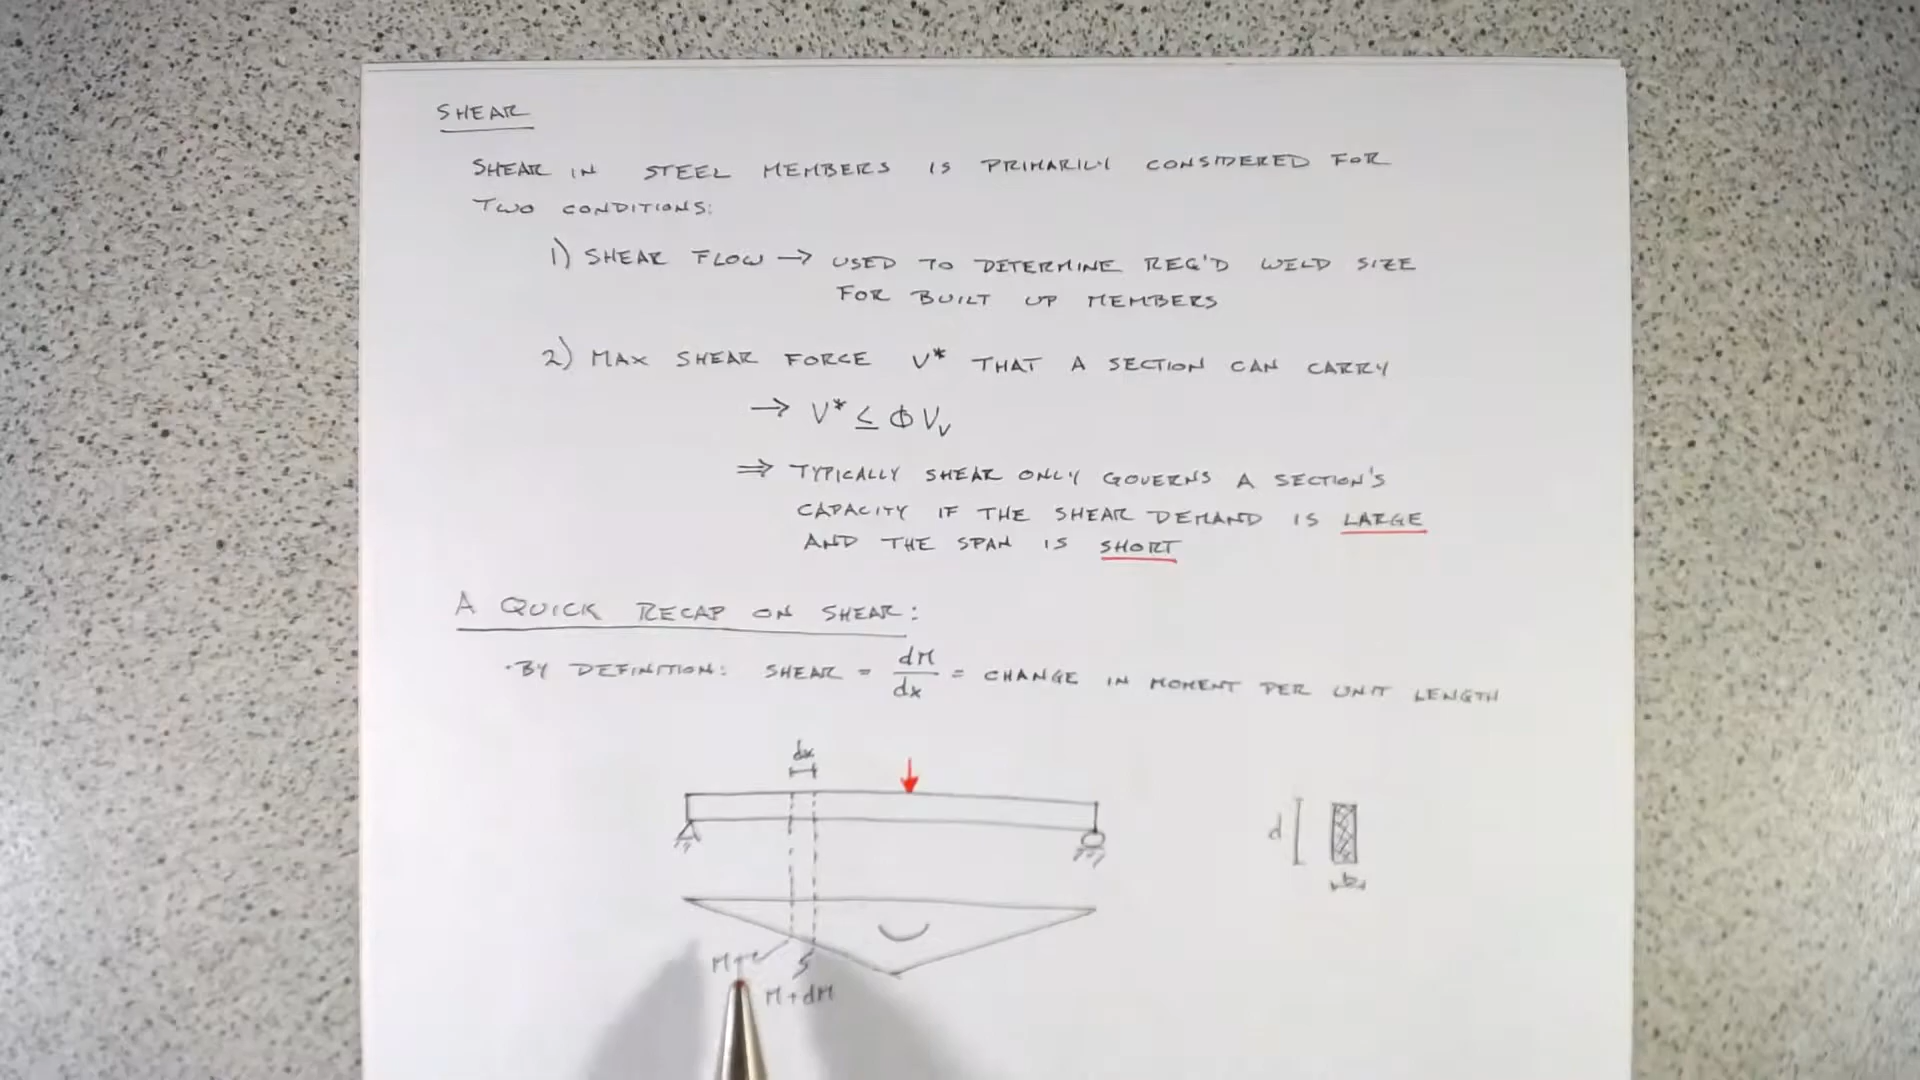 SHEAR
SHEAR IN STEEL MEMBERS IS PRIMARILY CONSIDERED FOR
TWO CONDITIONS:
1) SHEAR FLOW → USED TO DETERMINE REQ'D WELD SIZE
FOR BUILT UP MEMBERS
2) MAX SHEAR FORCE V* THAT A SECTION CAN CARRY
→ V* ≤ ΦVv
⇒ TYPICALLY SHEAR ONLY GOVERNS A SECTION'S
CAPACITY IF THE SHEAR DEMAND IS LARGE
AND THE SPAN IS SHORT
A QUICK RECAP ON SHEAR:
·BY DEFINITION: SHEAR = dM/dx = CHANGE IN MOMENT PER UNIT LENGTH
dx
d
b
M
M+dM